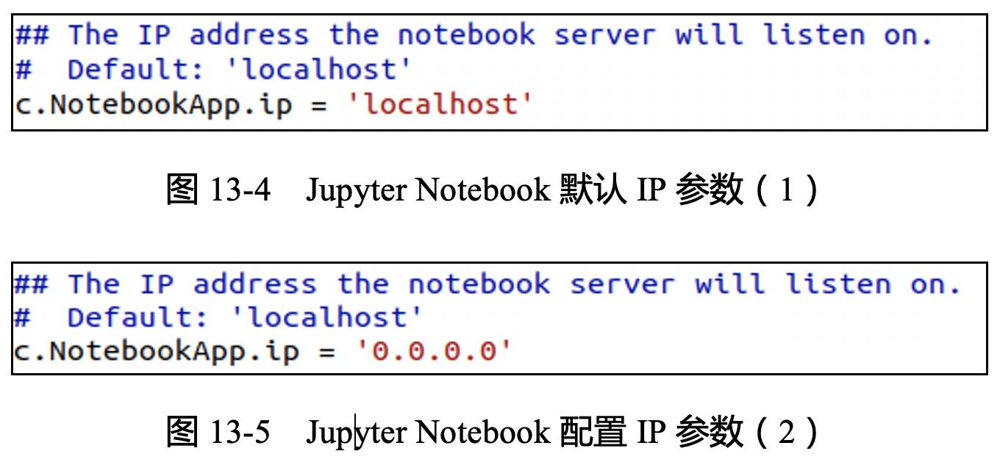 ## The IP address the notebook server will listen on.
#  Default: 'localhost'
c.NotebookApp.ip = 'localhost'
图 13-4　Jupyter Notebook 默认 IP 参数（1）
## The IP address the notebook server will listen on.
#  Default: 'localhost'
c.NotebookApp.ip = '0.0.0.0'
图 13-5　Jupyter Notebook 配置 IP 参数（2）